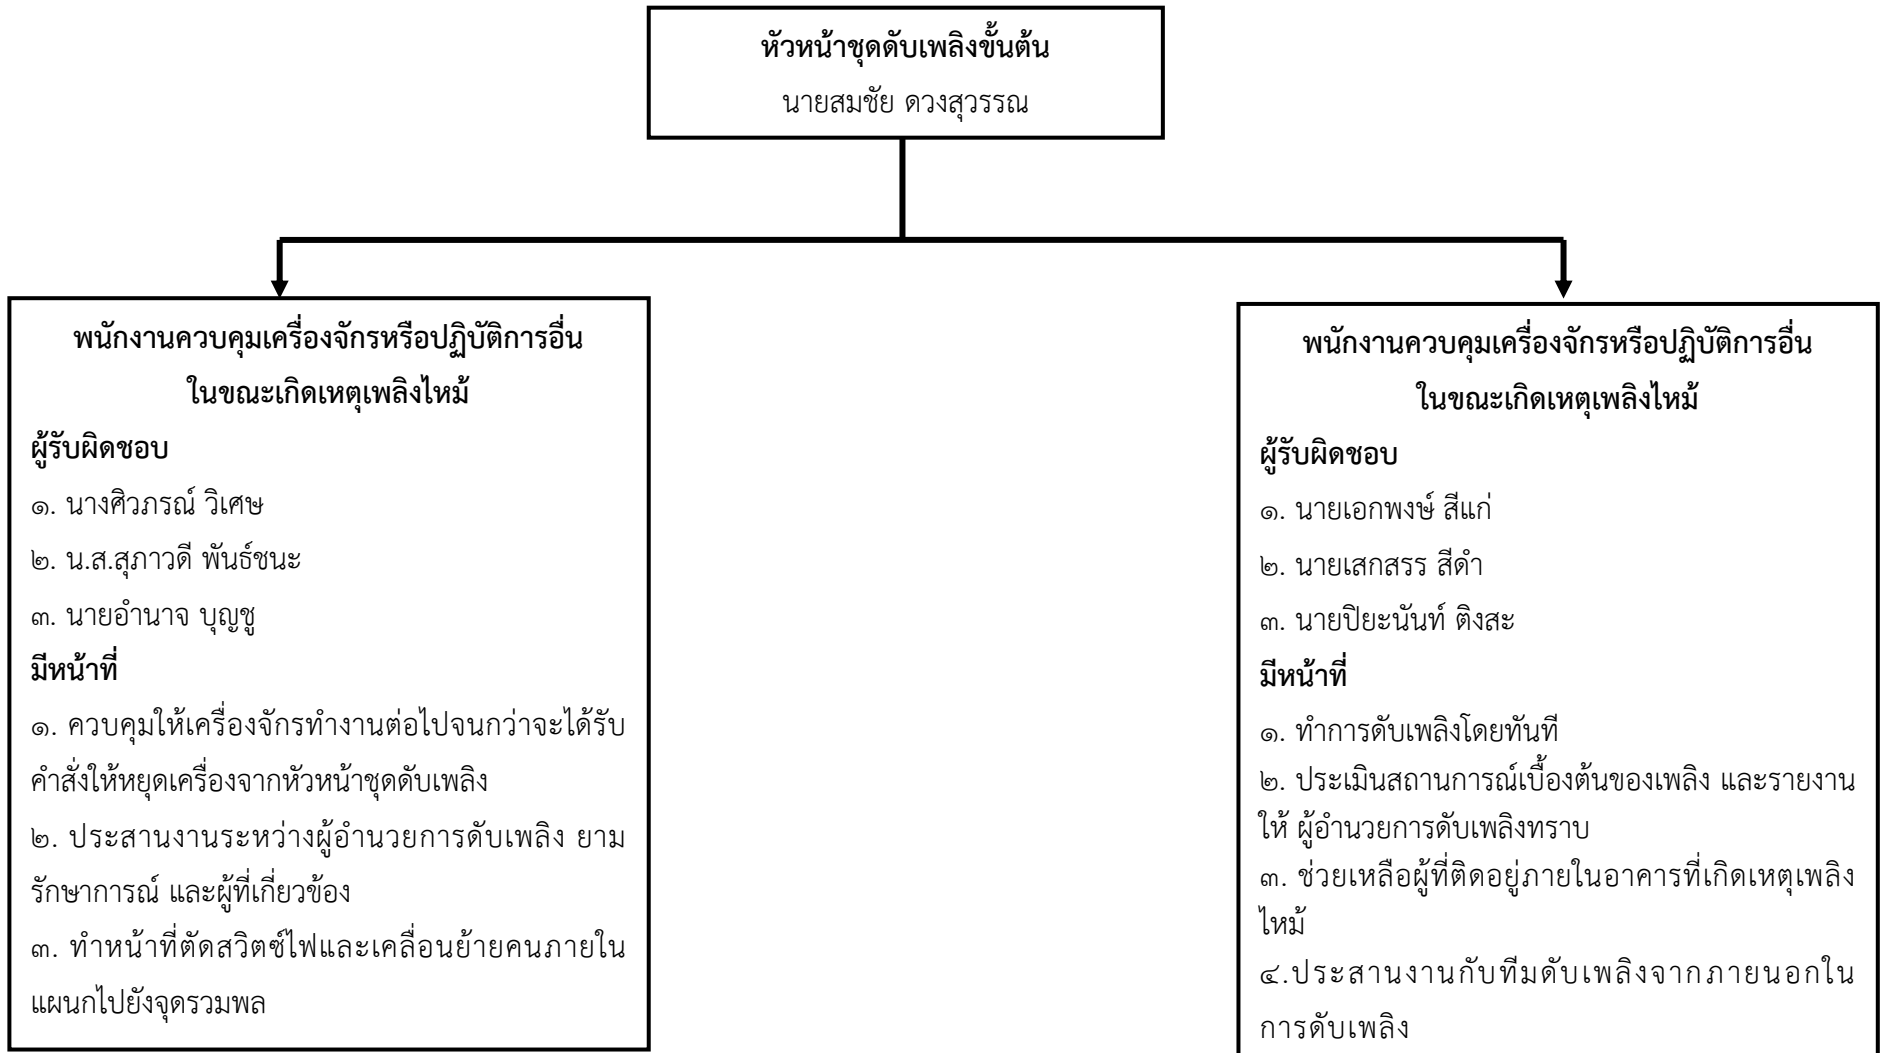 หัวหน้าชุดดับเพลิงขั้นต้น
นายสมชัย ดวงสุวรรณ
พนักงานควบคุมเครื่องจักรหรือปฏิบัติการอื่น
ในขณะเกิดเหตุเพลิงไหม้
ผู้รับผิดชอบ
๑. นางศิวภรณ์ วิเศษ
๒. น.ส.สุภาวดี พันธ์ชนะ
๓. นายอำนาจ บุญชู
มีหน้าที่
๑. ควบคุมให้เครื่องจักรทำงานต่อไปจนกว่าจะได้รับ
คำสั่งให้หยุดเครื่องจากหัวหน้าชุดดับเพลิง
๒. ประสานงานระหว่างผู้อำนวยการดับเพลิง ยาม
รักษาการณ์ และผู้ที่เกี่ยวข้อง
๓. ทำหน้าที่ตัดสวิตซ์ไฟและเคลื่อนย้ายคนภายใน
แผนกไปยังจุดรวมพล
พนักงานควบคุมเครื่องจักรหรือปฏิบัติการอื่น
ในขณะเกิดเหตุเพลิงไหม้
ผู้รับผิดชอบ
๑. นายเอกพงษ์ สีแก่
๒. นายเสกสรร สีดำ
๓. นายปิยะนันท์ ติงสะ
มีหน้าที่
๑. ทำการดับเพลิงโดยทันที
๒. ประเมินสถานการณ์เบื้องต้นของเพลิง และรายงาน
ให้ ผู้อำนวยการดับเพลิงทราบ
๓. ช่วยเหลือผู้ที่ติดอยู่ภายในอาคารที่เกิดเหตุเพลิง
ไหม้
๔.ประสานงานกับทีมดับเพลิงจากภายนอกใน
การดับเพลิง